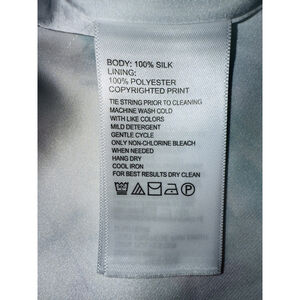 BODY: 100% SILK
LINING:
100% POLYESTER
COPYRIGHTED PRINT
TIE STRING PRIOR TO CLEANING
MACHINE WASH COLD
WITH LIKE COLORS
MILD DETERGENT
GENTLE CYCLE
ONLY NON-CHLORINE BLEACH
WHEN NEEDED
HANG DRY
COOL IRON
FOR BEST RESULTS DRY CLEAN